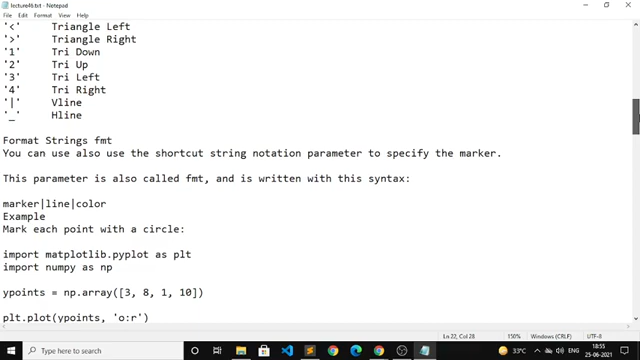 lecture46.txt - Notepad
File Edit Format View Help
'<' Triangle Left
'>' Triangle Right
'1' Tri Down
'2' Tri Up
'3' Tri Left
'4' Tri Right
'|' Vline
'_' Hline
Format Strings fmt
You can use also use the shortcut string notation parameter to specify the marker.
This parameter is also called fmt, and is written with this syntax:
marker|line|color
Example
Mark each point with a circle:
import matplotlib.pyplot as plt
import numpy as np
ypoints = np.array([3, 8, 1, 10])
plt.plot(ypoints, 'o:r')
Ln 22, Col 28 150% Windows (CRLF) UTF-8
Type here to search 33°C ENG 18:55 25-06-2021